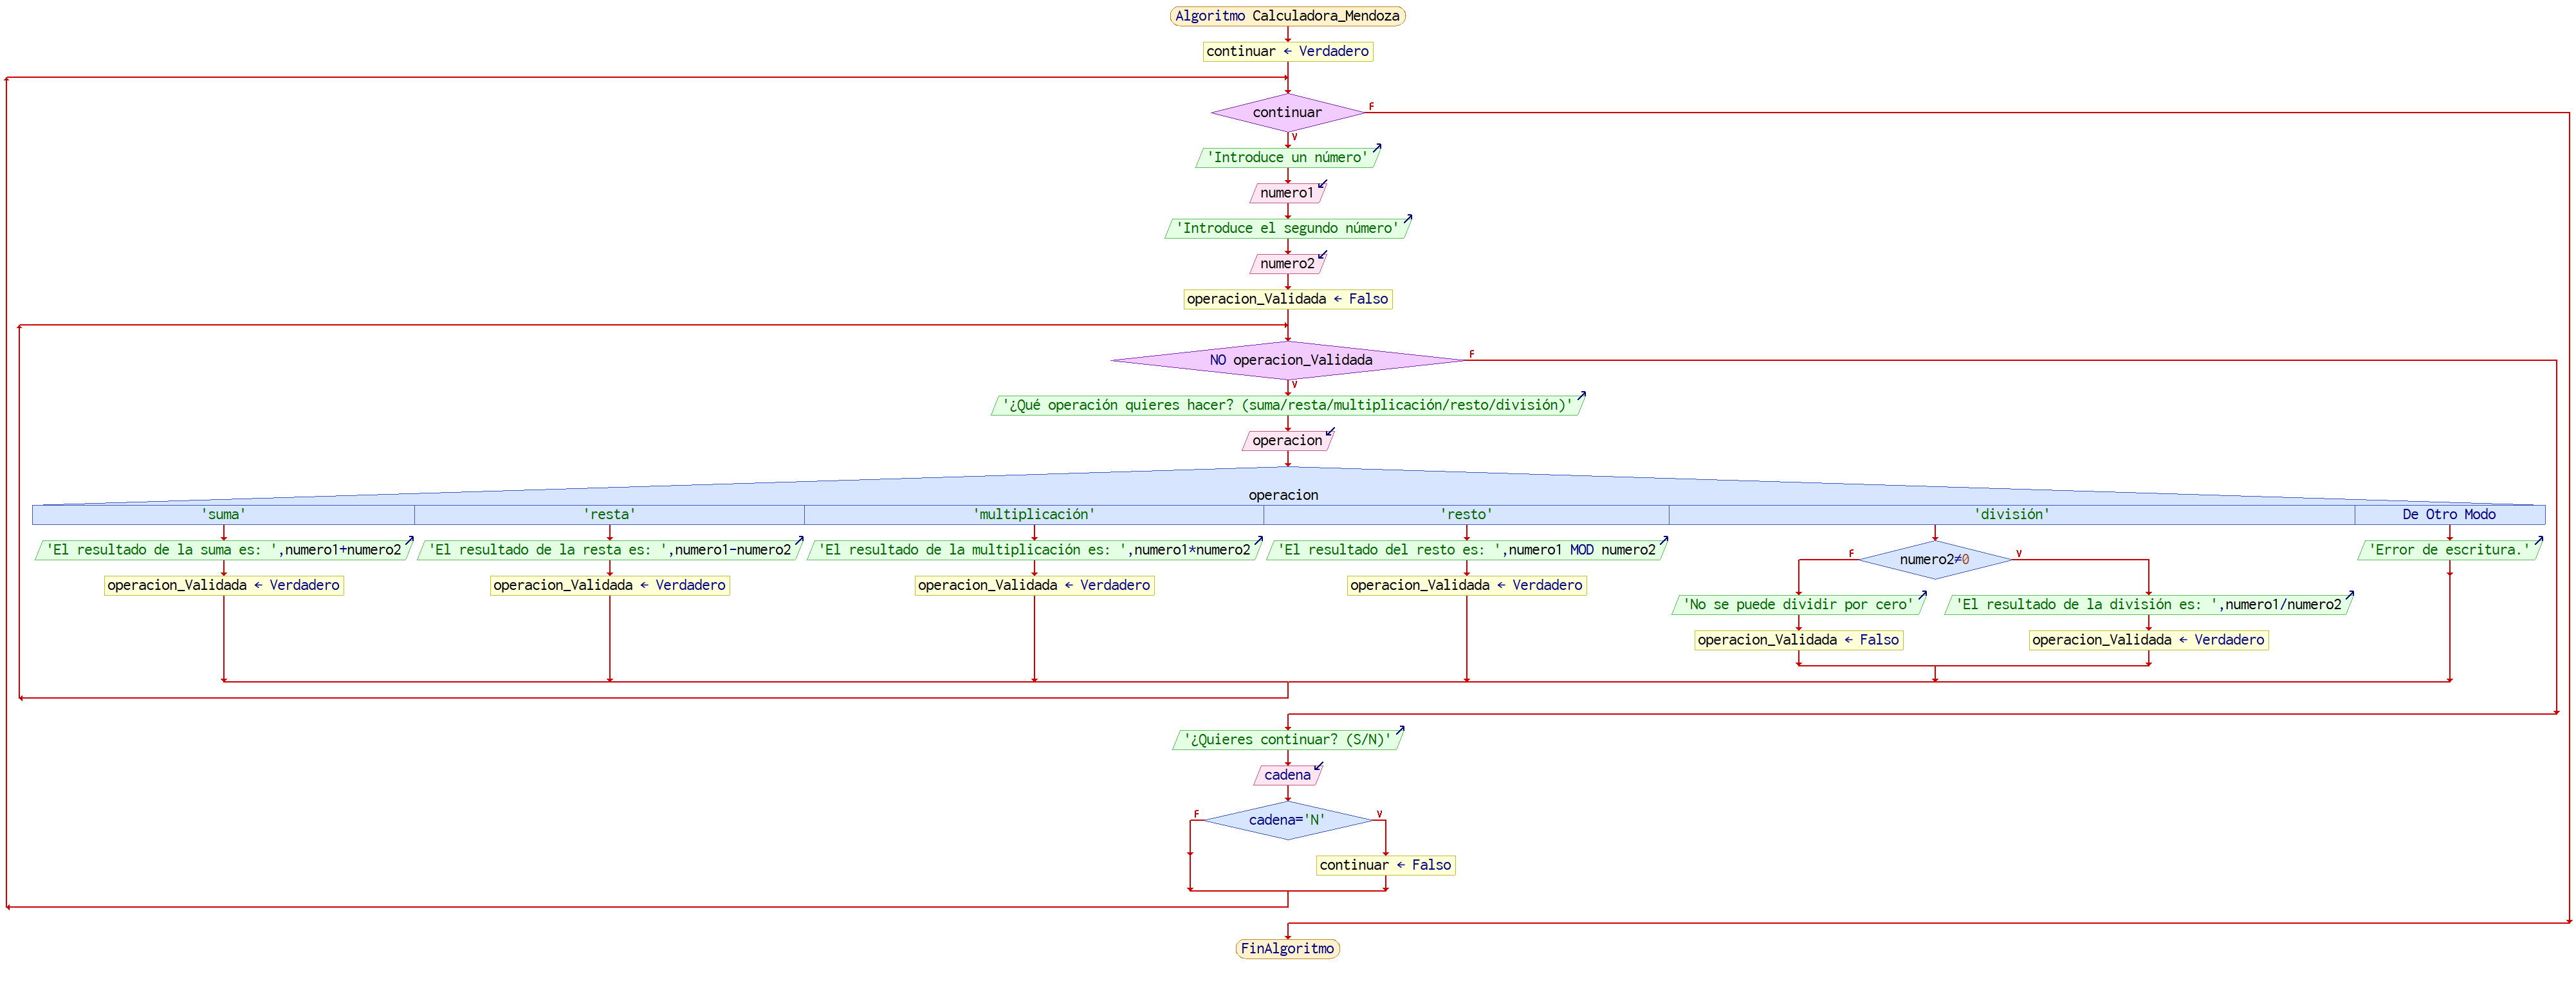 Algoritmo Calculadora_Mendoza
continuar ← Verdadero
continuar
F
V
'Introduce un número'
numero1
'Introduce el segundo número'
numero2
operacion_Validada ← Falso
NO operacion_Validada
F
V
'¿Qué operación quieres hacer? (suma/resta/multiplicación/resto/división)'
operacion
operacion
'suma' 'resta' 'multiplicación' 'resto' 'división' De Otro Modo
'El resultado de la suma es: ',numero1+numero2
operacion_Validada ← Verdadero
'El resultado de la resta es: ',numero1-numero2
operacion_Validada ← Verdadero
'El resultado de la multiplicación es: ',numero1*numero2
operacion_Validada ← Verdadero
'El resultado del resto es: ',numero1 MOD numero2
operacion_Validada ← Verdadero
F
numero2≠0
V
'No se puede dividir por cero'
operacion_Validada ← Falso
'El resultado de la división es: ',numero1/numero2
operacion_Validada ← Verdadero
'Error de escritura.'
'¿Quieres continuar? (S/N)'
cadena
F
cadena='N'
V
continuar ← Falso
FinAlgoritmo